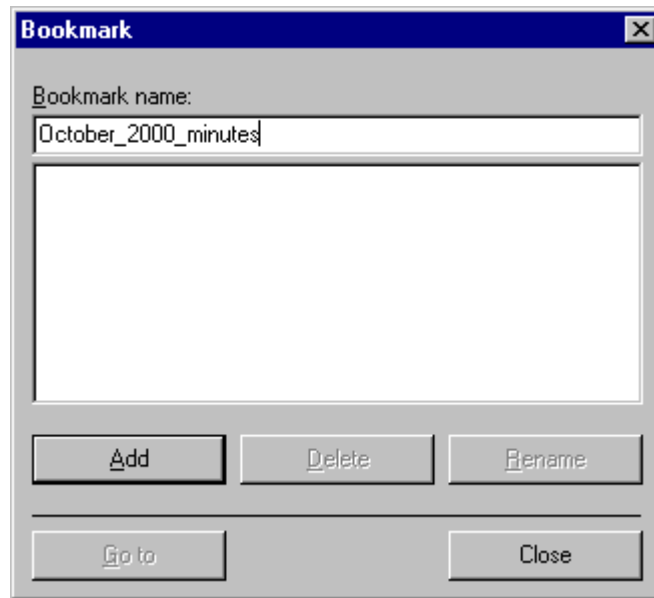 Bookmark
Bookmark name:
October_2000_minutes
Add Delete Rename
Go to Close